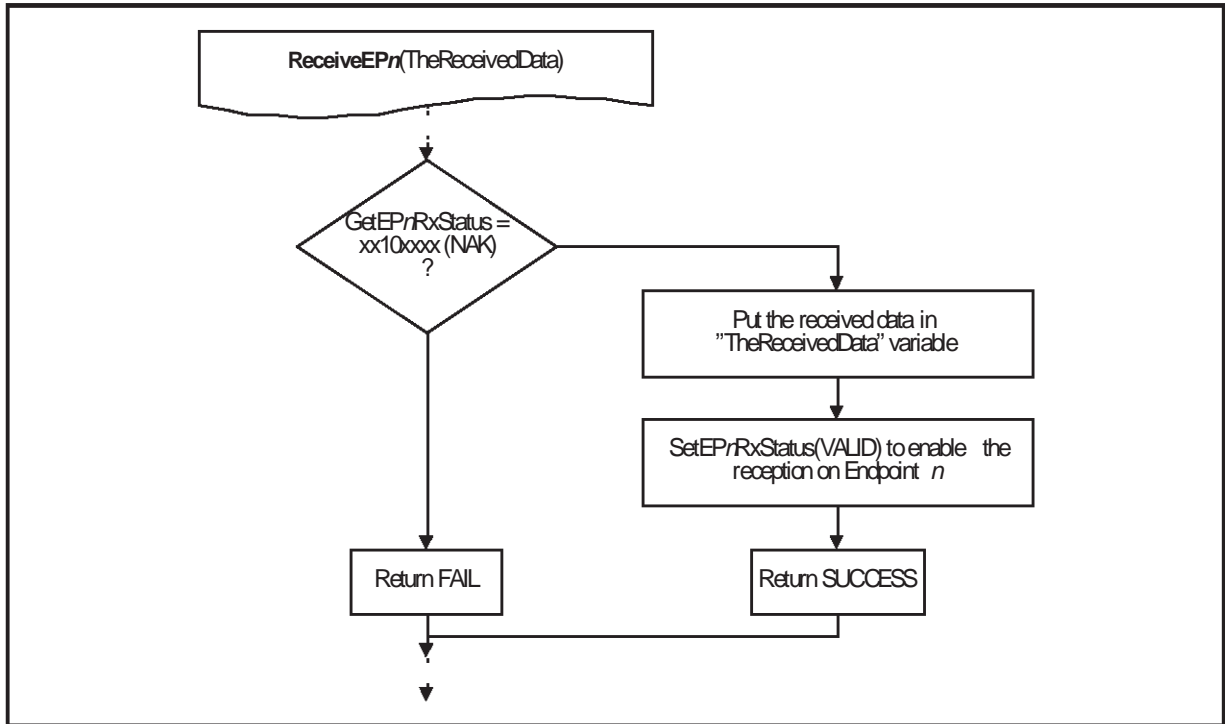 ReceiveEPn(TheReceivedData)
GetEPnRxStatus =
xx10xxxx (NAK)
?
Put the received data in
”TheReceivedData” variable
SetEPnRxStatus(VALID) to enable the
reception on Endpoint n
Return FAIL
Return SUCCESS